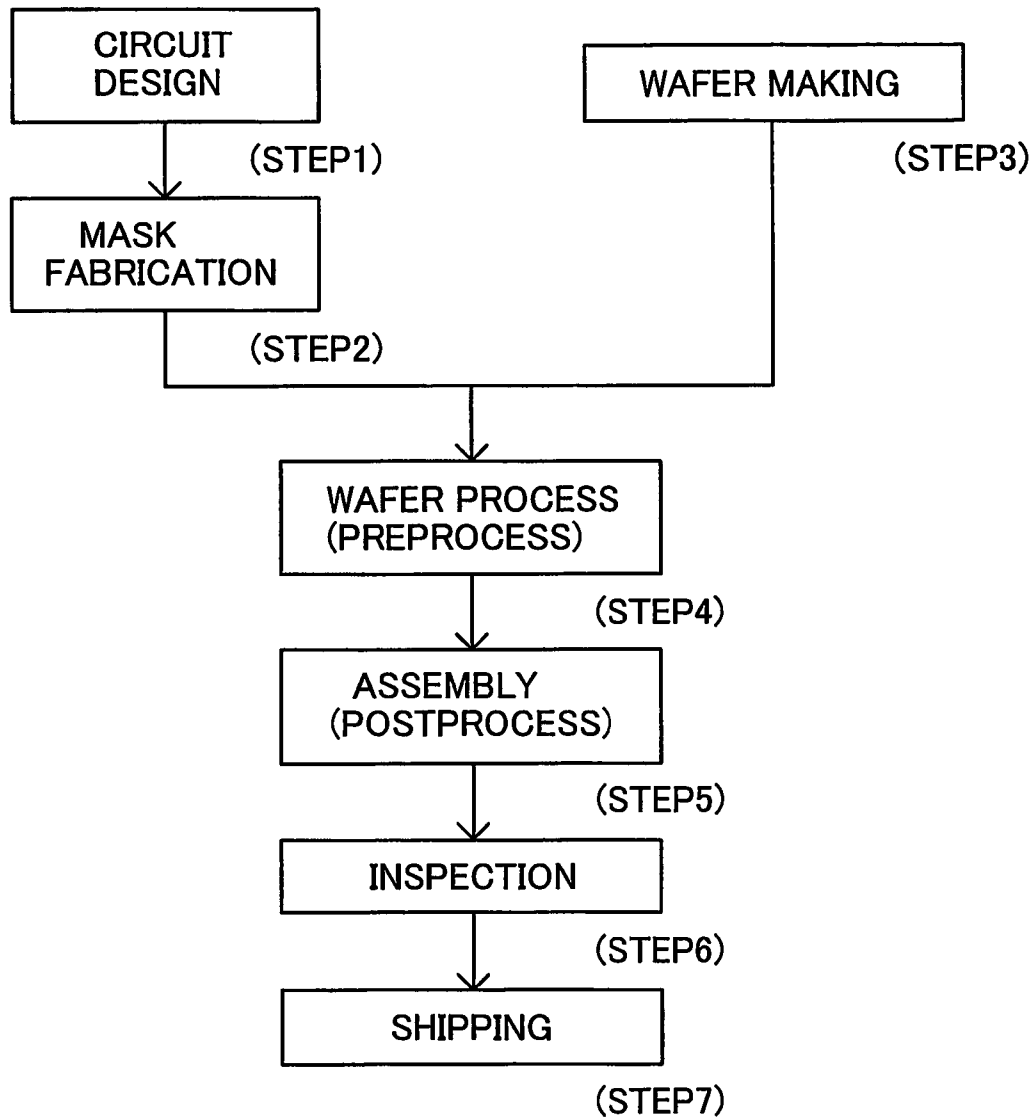 CIRCUIT
DESIGN
(STEP1)
MASK
FABRICATION
(STEP2)
WAFER MAKING
(STEP3)
WAFER PROCESS
(PREPROCESS)
(STEP4)
ASSEMBLY
(POSTPROCESS)
(STEP5)
INSPECTION
(STEP6)
SHIPPING
(STEP7)